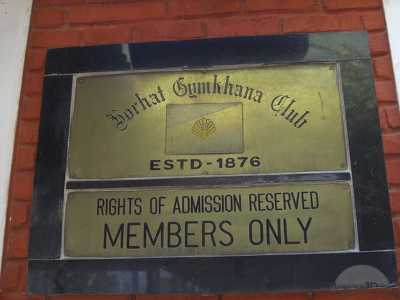 Jorhat Gymkhana Club
ESTD-1876
RIGHTS OF ADMISSION RESERVED
MEMBERS ONLY